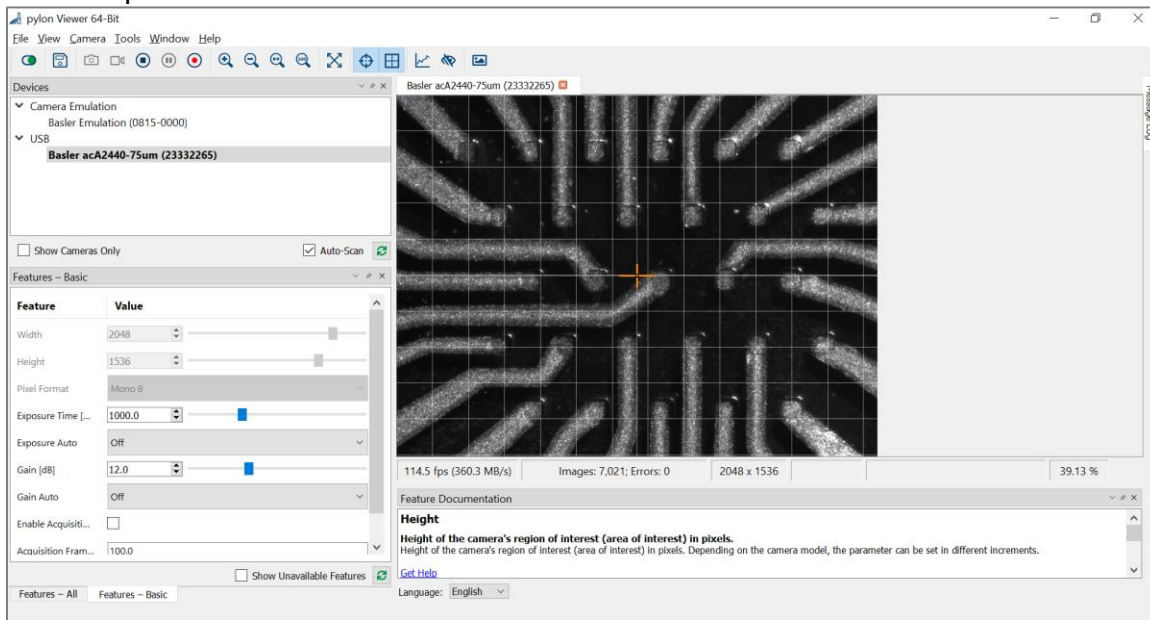 pylon Viewer 64-Bit
File View Camera Tools Window Help
Devices
Camera Emulation
Basler Emulation (0815-0000)
USB
Basler acA2440-75um (23332265)
Show Cameras Only
Auto-Scan
Features – Basic
Feature Value
Width 2048
Height 1536
Pixel Format Mono 8
Exposure Time [... 1000.0
Exposure Auto Off
Gain [dB] 12.0
Gain Auto Off
Enable Acquisiti...
Acquisition Fram... 100.0
Show Unavailable Features
Features – All Features – Basic
Basler acA2440-75um (23332265)
Message Log
114.5 fps (360.3 MB/s) Images: 7,021; Errors: 0 2048 x 1536 39.13 %
Feature Documentation
Height
Height of the camera's region of interest (area of interest) in pixels.
Height of the camera's region of interest (area of interest) in pixels. Depending on the camera model, the parameter can be set in different increments.
Get Help
Language: English